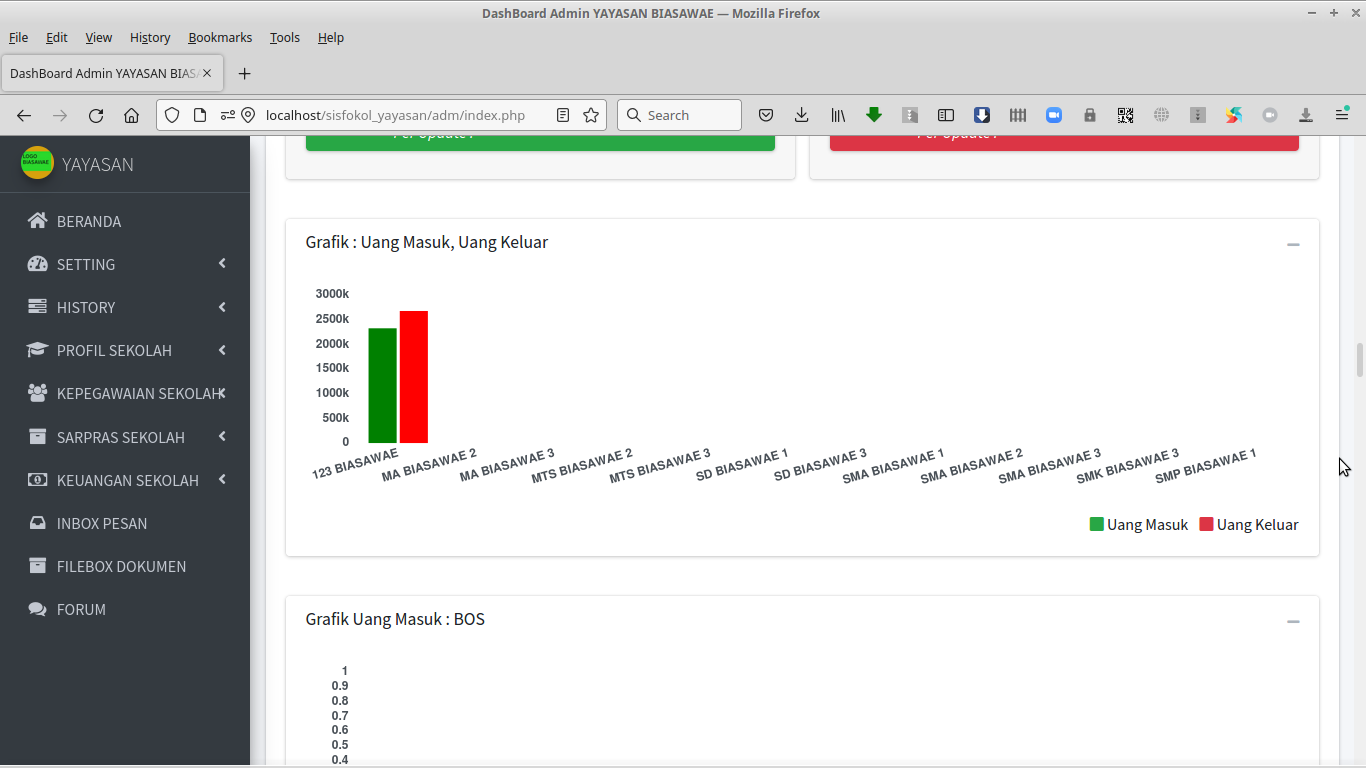 DashBoard Admin YAYASAN BIASAWAE — Mozilla Firefox
File Edit View History Bookmarks Tools Help
DashBoard Admin YAYASAN BIAS
localhost/sisfokol_yayasan/adm/index.php
Search
LOGO
BIASAWAE
YAYASAN
BERANDA
SETTING
HISTORY
PROFIL SEKOLAH
KEPEGAWAIAN SEKOLAH
SARPRAS SEKOLAH
KEUANGAN SEKOLAH
INBOX PESAN
FILEBOX DOKUMEN
FORUM
Grafik : Uang Masuk, Uang Keluar
3000k
2500k
2000k
1500k
1000k
500k
0
123 BIASAWAE
MA BIASAWAE 2
MA BIASAWAE 3
MTS BIASAWAE 2
MTS BIASAWAE 3
SD BIASAWAE 1
SD BIASAWAE 3
SMA BIASAWAE 1
SMA BIASAWAE 2
SMA BIASAWAE 3
SMK BIASAWAE 3
SMP BIASAWAE 1
Uang Masuk Uang Keluar
Grafik Uang Masuk : BOS
1
0.9
0.8
0.7
0.6
0.5
0.4